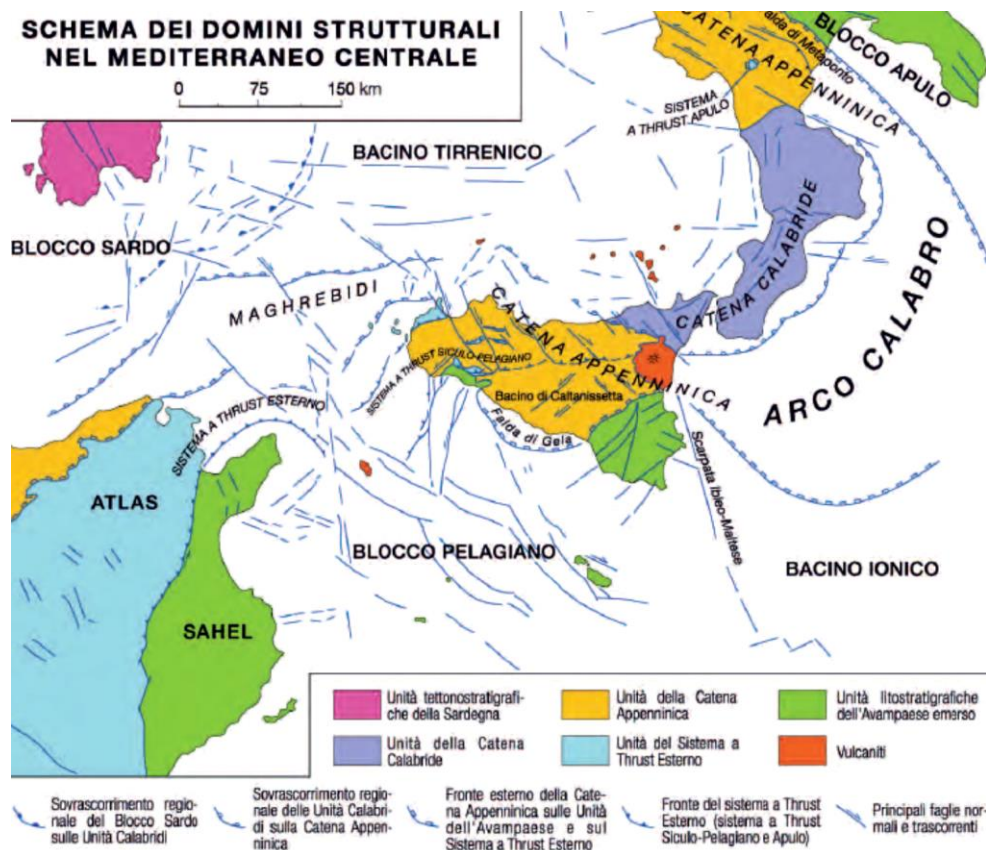 SCHEMA DEI DOMINI STRUTTURALI
NEL MEDITERRANEO CENTRALE
0 75 150 km
CATENA APPENNINICA
Falda di Metaponto
BLOCCO APULO
SISTEMA
A THRUST APULO
BACINO TIRRENICO
BLOCCO SARDO
MAGHREBIDI
CATENA CALABRIDE
ARCO CALABRO
CATENA APPENNINICA
SISTEMA A THRUST SICULO-PELAGIANO
Bacino di Caltanissetta
Falda di Gela
SISTEMA A THRUST ESTERNO
Scarpata Ibleo-Maltese
ATLAS
BLOCCO PELAGIANO
BACINO IONICO
SAHEL
Unità tettonostratigrafi-
che della Sardegna
Unità della Catena
Appenninica
Unità litostratigrafiche
dell'Avampaese emerso
Unità della Catena
Calabride
Unità del Sistema a
Thrust Esterno
Vulcaniti
Sovrascorrimento regio-
nale del Blocco Sardo
sulle Unità Calabridi
Sovrascorrimento regio-
nale delle Unità Calabri-
di sulla Catena Appen-
ninica
Fronte esterno della Cate-
na Appenninica sulle Unità
dell'Avampaese e sul
Sistema a Thrust Esterno
Fronte del sistema a Thrust
Esterno (sistema a Thrust
Siculo-Pelagiano e Apulo)
Principali faglie nor-
mali e trascorrenti